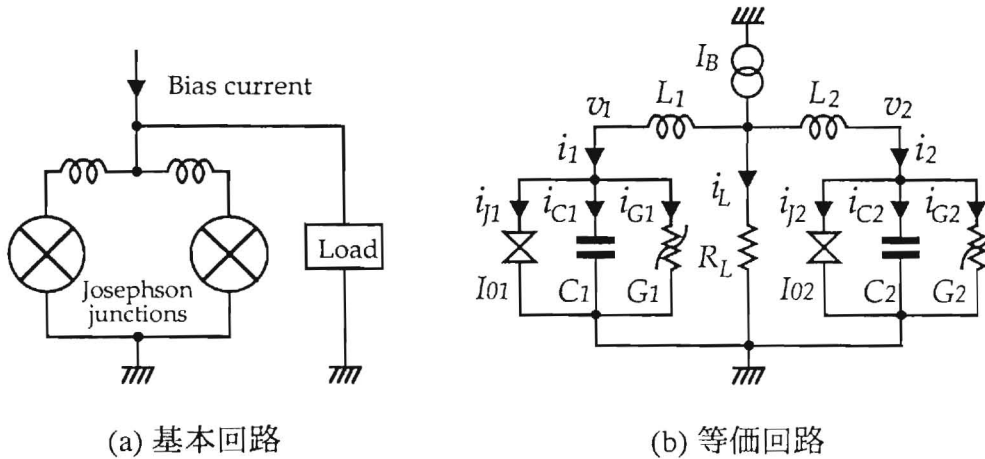 Bias current
Load
Josephson
junctions
(a) 基本回路
I_B
v_1 L_1 L_2 v_2
i_1 i_2
i_J1 i_C1 i_G1 i_L i_J2 i_C2 i_G2
R_L
I_01 C_1 G_1 I_02 C_2 G_2
(b) 等価回路